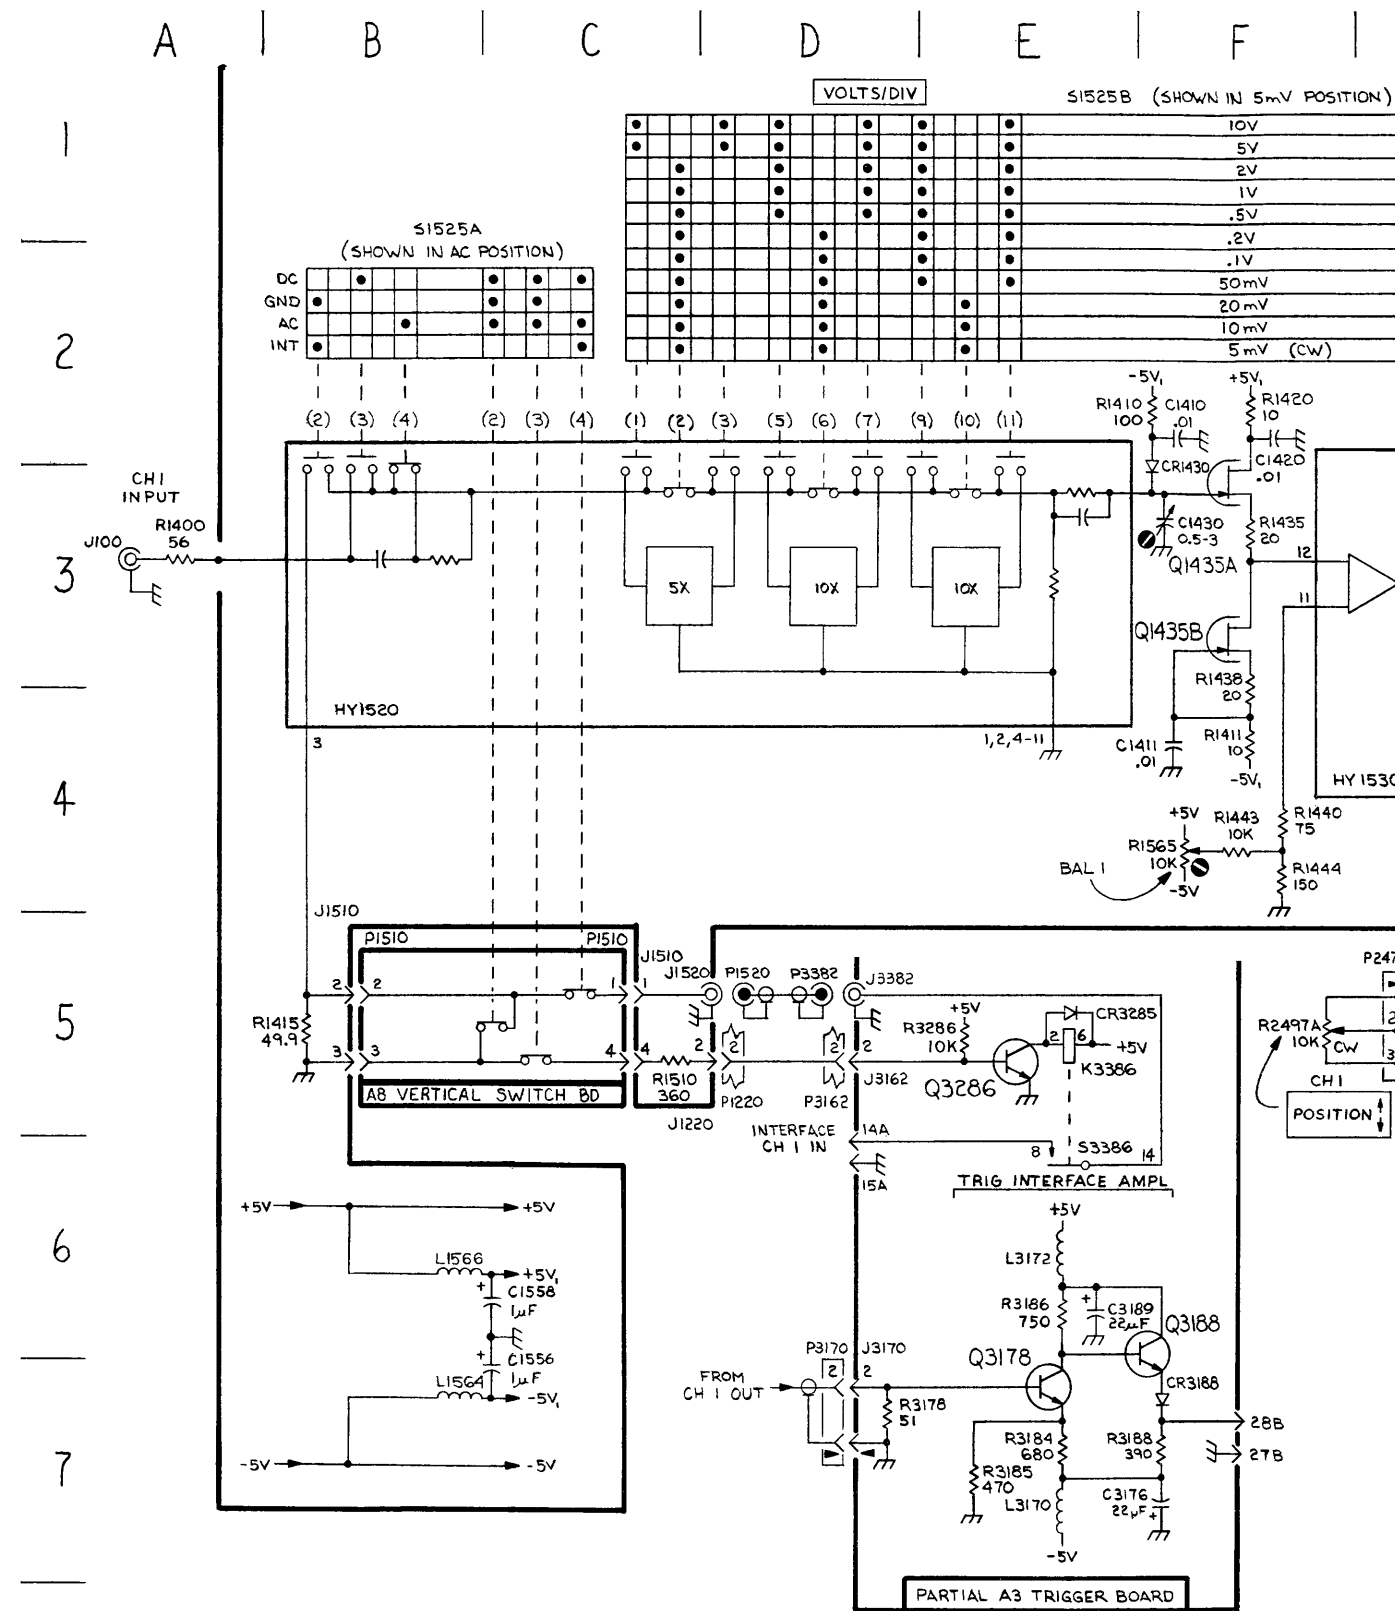 A B C D E F
1
2
3
4
5
6
7
VOLTS/DIV
S1525B (SHOWN IN 5mV POSITION)
10V
5V
2V
1V
.5V
.2V
.1V
50mV
20mV
10mV
5mV (CW)
S1525A
(SHOWN IN AC POSITION)
DC
GND
AC
INT
(2) (3) (4) (2) (3) (4) (1) (2) (3) (5) (6) (7) (9) (10) (11)
-5V₁
R1410
100
C1410
.01
+5V₁
R1420
10
C1420
.01
CR1430
C1430
0.5-3
R1435
20
Q1435A
12
11
CH 1
INPUT
R1400
56
J100
5X
10X
10X
Q1435B
R1438
20
HY1520
3
1,2,4-11
C1411
.01
R1411
10
-5V₁
HY1530
+5V
R1443
10K
R1440
75
R1565
10K
-5V
BAL 1
R1444
150
J1510
P1510
P1510
J1510
J1520
P1520
P3382
J3382
2 2
1 1
R1415
49.9
3 3
4 4
R1510
360
2
2
2
2
A8 VERTICAL SWITCH BD
J1220
P1220
P3162
J3162
+5V
R3286
10K
CR3285
2 6
+5V
K3386
Q3286
P247
2
3
R2497A
10K
CW
CH 1
POSITION
INTERFACE
CH 1 IN
14A
15A
8
S3386
14
TRIG INTERFACE AMPL
+5V
+5V
L1566
+5V₁
+
C1558
1µF
+
C1556
1µF
L1564
-5V₁
-5V
-5V
+5V
L3172
R3186
750
+
C3189
22µF
Q3188
Q3178
P3170
J3170
2 2
FROM
CH 1 OUT
R3178
51
CR3188
R3184
680
R3188
390
28B
27B
R3185
470
L3170
C3176
22µF
+
-5V
PARTIAL A3 TRIGGER BOARD